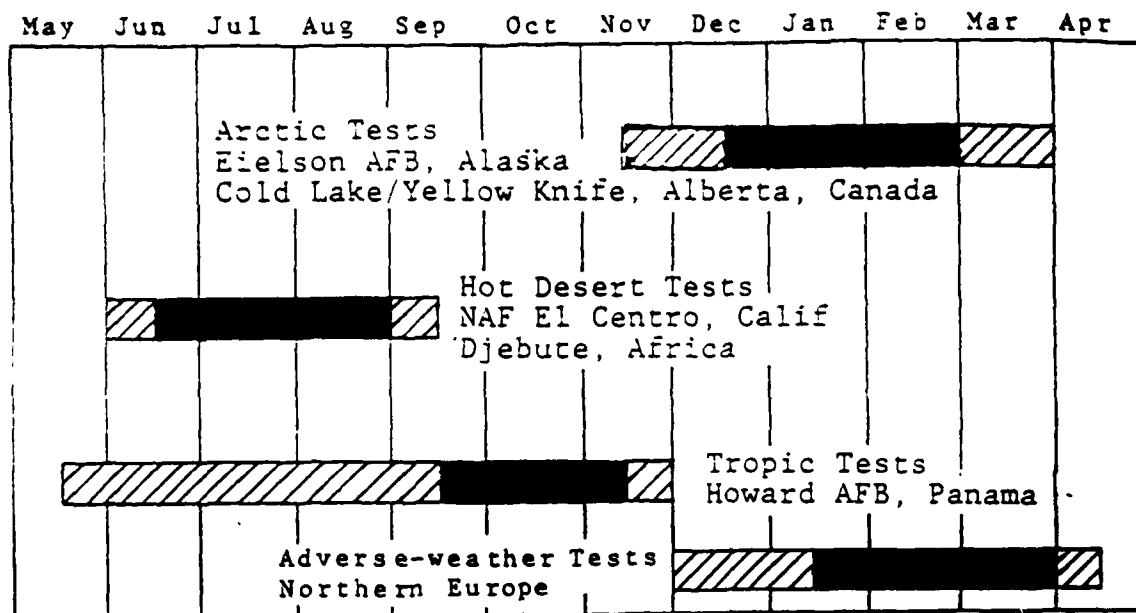 May Jun Jul Aug Sep Oct Nov Dec Jan Feb Mar Apr
Arctic Tests
Eielson AFB, Alaska
Cold Lake/Yellow Knife, Alberta, Canada
Hot Desert Tests
NAF El Centro, Calif
Djebute, Africa
Tropic Tests
Howard AFB, Panama
Adverse-weather Tests
Northern Europe